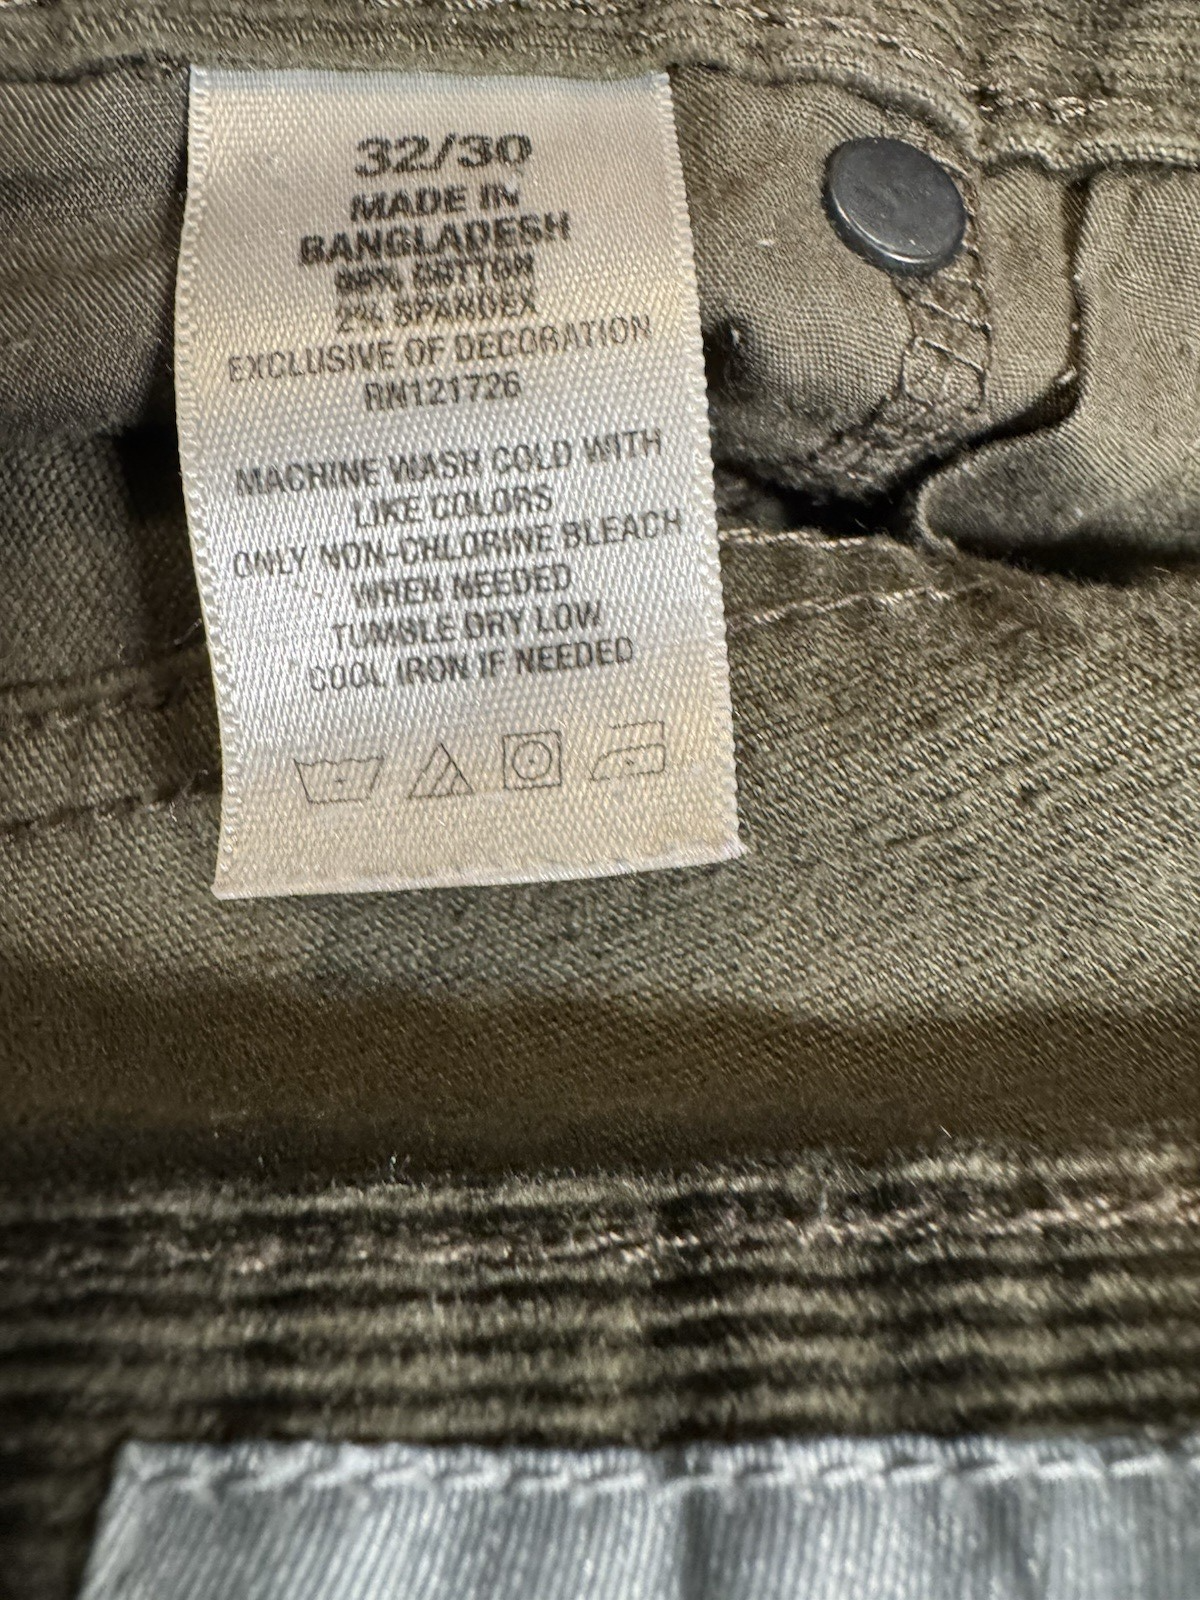 32/30
MADE IN
BANGLADESH
98% COTTON
2% SPANDEX
EXCLUSIVE OF DECORATION
RN121726
MACHINE WASH COLD WITH
LIKE COLORS
ONLY NON-CHLORINE BLEACH
WHEN NEEDED
TUMBLE DRY LOW
COOL IRON IF NEEDED